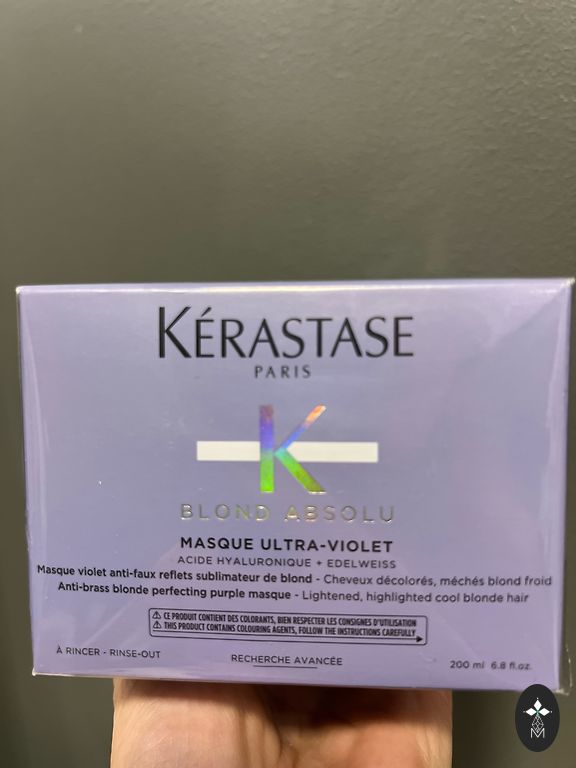 KÉRASTASE
PARIS
K
BLOND ABSOLU
MASQUE ULTRA-VIOLET
ACIDE HYALURONIQUE + EDELWEISS
Masque violet anti-faux reflets sublimateur de blond - Cheveux décolorés, méchés blond froid
Anti-brass blonde perfecting purple masque - Lightened, highlighted cool blonde hair
⚠ CE PRODUIT CONTIENT DES COLORANTS, BIEN RESPECTER LES CONSIGNES D'UTILISATION
⚠ THIS PRODUCT CONTAINS COLOURING AGENTS, FOLLOW THE INSTRUCTIONS CAREFULLY
À RINCER - RINSE-OUT
RECHERCHE AVANCÉE
200 ml 6.8 fl.oz.
M